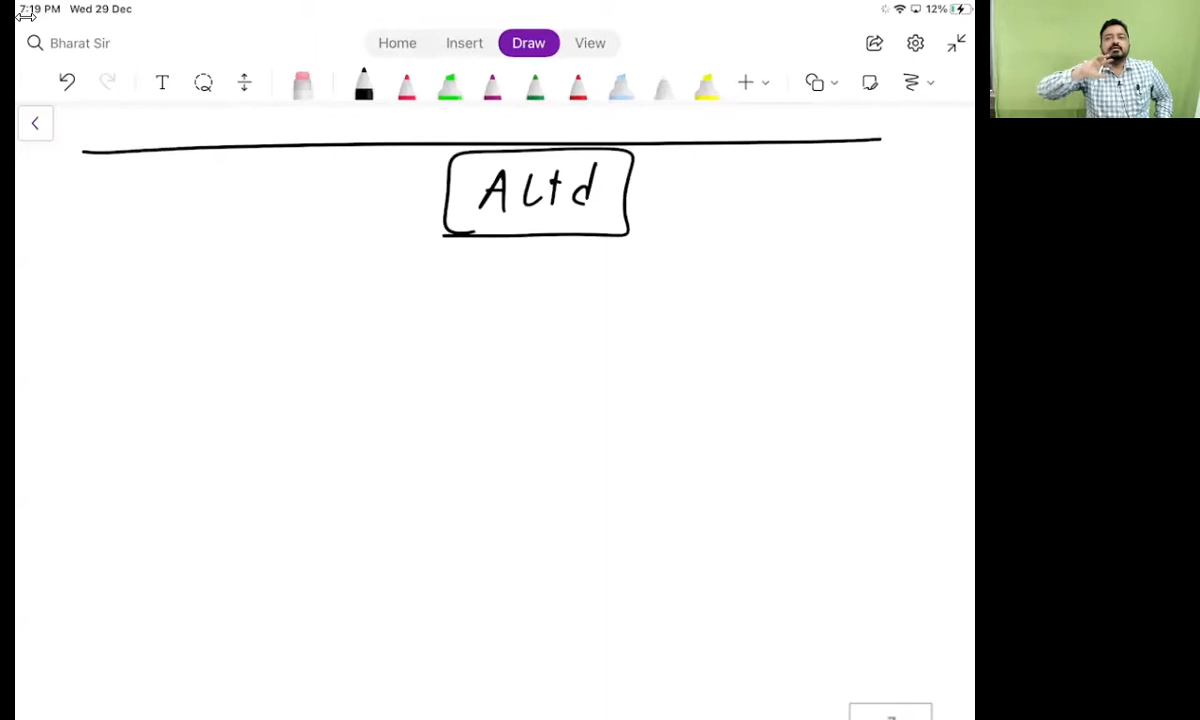 7:19 PM Wed 29 Dec
12%
Bharat Sir
Home Insert Draw View
T
A Ltd